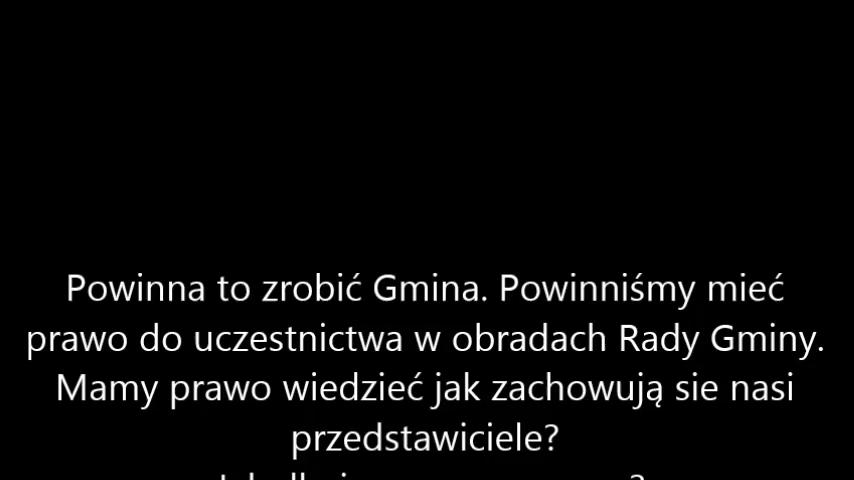 Powinna to zrobić Gmina. Powinniśmy mieć
prawo do uczestnictwa w obradach Rady Gminy.
Mamy prawo wiedzieć jak zachowują sie nasi
przedstawiciele?